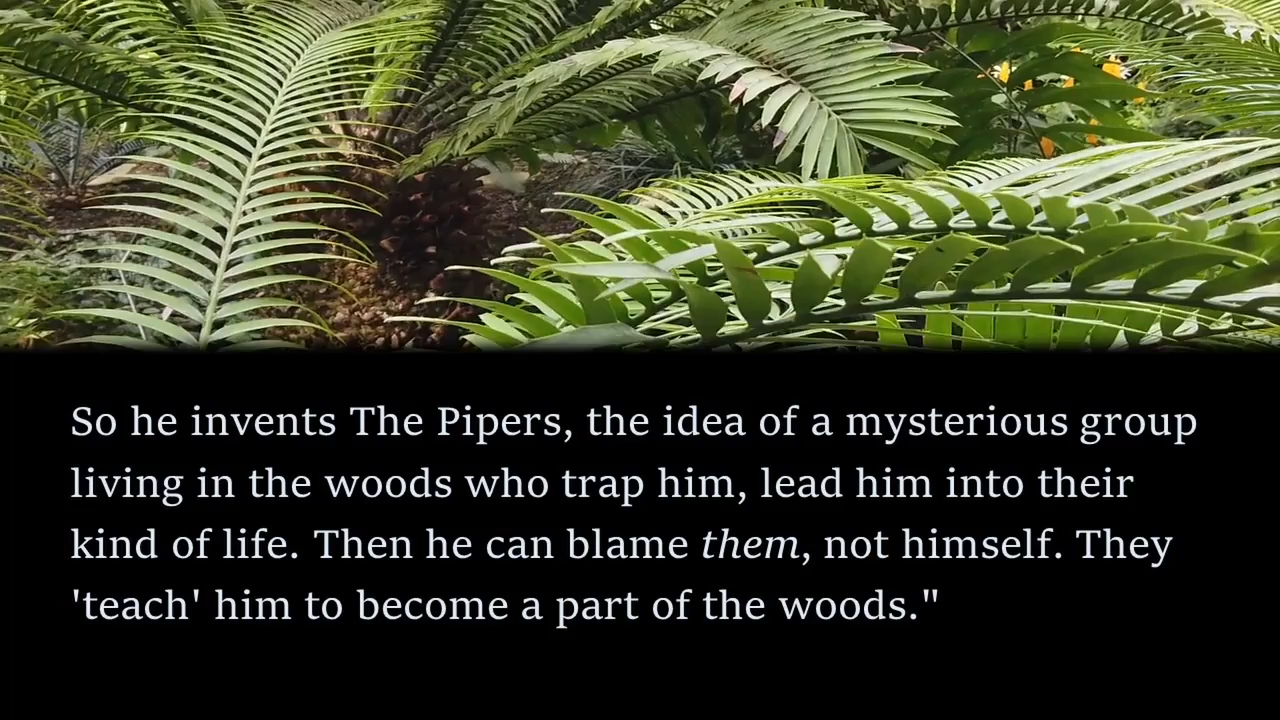 So he invents The Pipers, the idea of a mysterious group
living in the woods who trap him, lead him into their
kind of life. Then he can blame them, not himself. They
'teach' him to become a part of the woods."